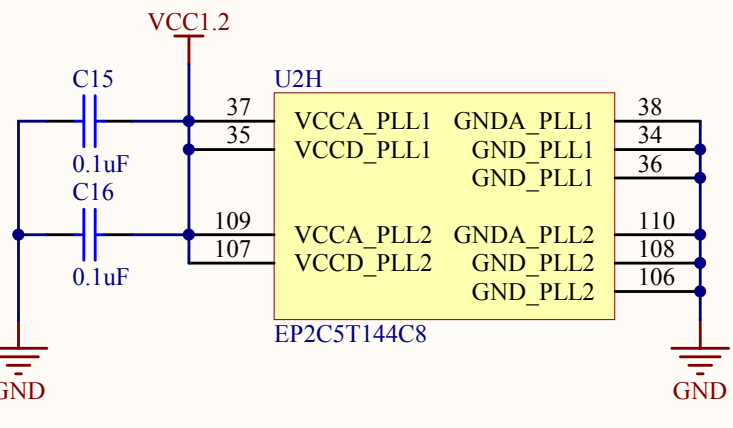 VCC1.2
C15
0.1uF
C16
0.1uF
GND
U2H
37 VCCA_PLL1 GNDA_PLL1 38
35 VCCD_PLL1 GND_PLL1 34
GND_PLL1 36
109 VCCA_PLL2 GNDA_PLL2 110
107 VCCD_PLL2 GND_PLL2 108
GND_PLL2 106
EP2C5T144C8
GND